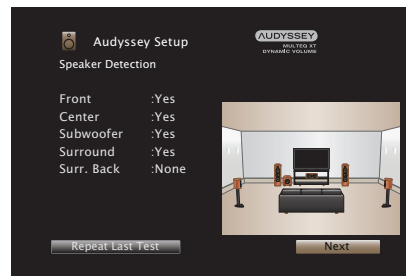 Audyssey Setup
AUDYSSEY
MULTEQ XT
DYNAMIC VOLUME
Speaker Detection
Front :Yes
Center :Yes
Subwoofer :Yes
Surround :Yes
Surr. Back :None
Repeat Last Test
Next